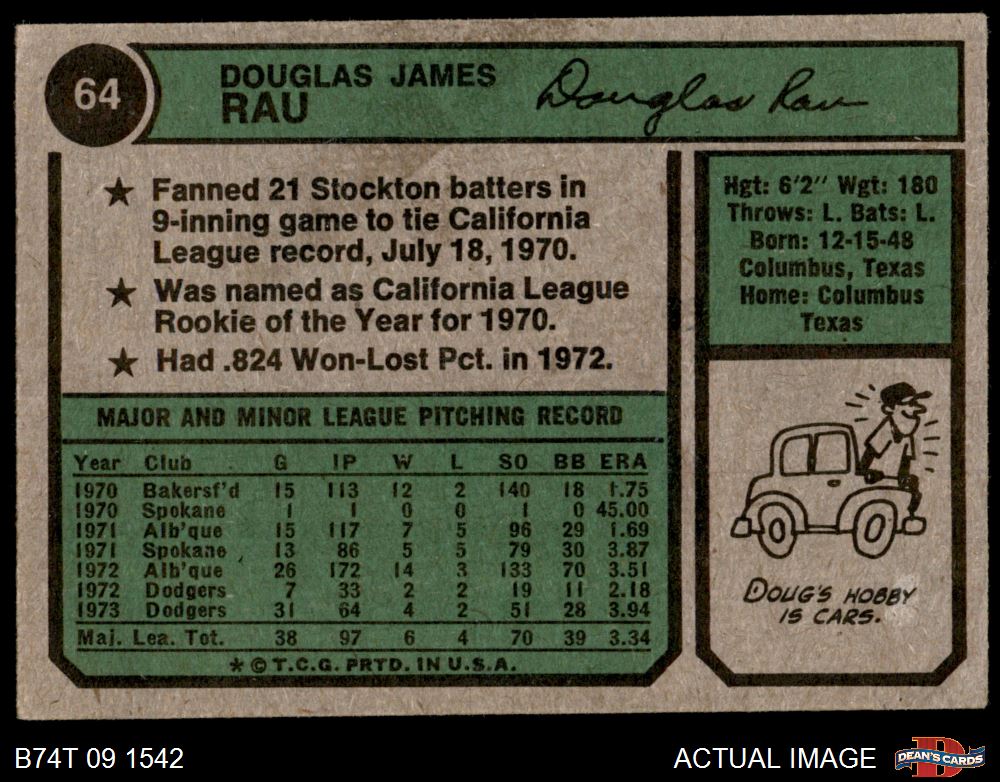 64
DOUGLAS JAMES
RAU
Douglas Rau
★ Fanned 21 Stockton batters in
9-inning game to tie California
League record, July 18, 1970.
★ Was named as California League
Rookie of the Year for 1970.
★ Had .824 Won-Lost Pct. in 1972.
Hgt: 6'2" Wgt: 180
Throws: L. Bats: L.
Born: 12-15-48
Columbus, Texas
Home: Columbus
Texas
MAJOR AND MINOR LEAGUE PITCHING RECORD
Year Club G IP W L SO BB ERA
1970 Bakersf'd 15 113 12 2 140 18 1.75
1970 Spokane 1 1 0 0 1 0 45.00
1971 Alb'que 15 117 7 5 96 29 1.69
1971 Spokane 13 86 5 5 79 30 3.87
1972 Alb'que 26 172 14 3 133 70 3.51
1972 Dodgers 7 33 2 2 19 11 2.18
1973 Dodgers 31 64 4 2 51 28 3.94
Maj. Lea. Tot. 38 97 6 4 70 39 3.34
* © T.C.G. PRTD. IN U.S.A.
DOUG'S HOBBY
IS CARS.
B74T 09 1542
ACTUAL IMAGE
D
DEAN'S CARDS